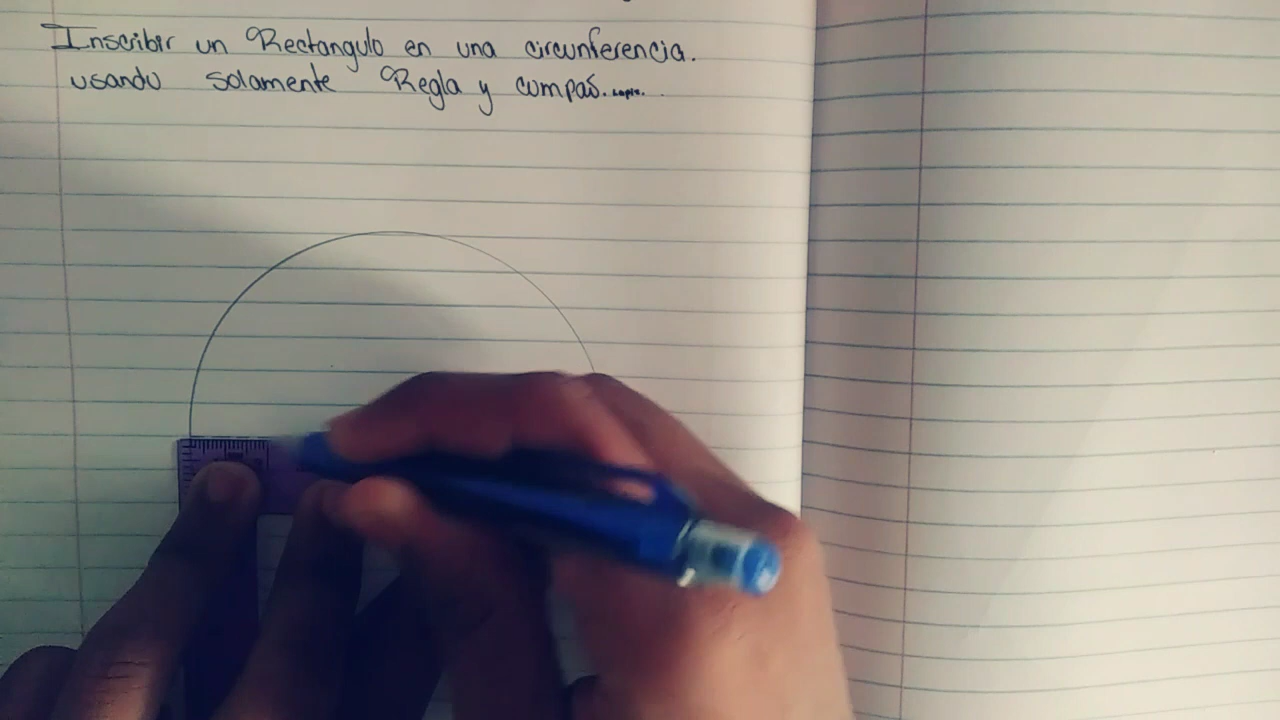 Inscribir un Rectangulo en una circunferencia.
usando solamente Regla y compas.